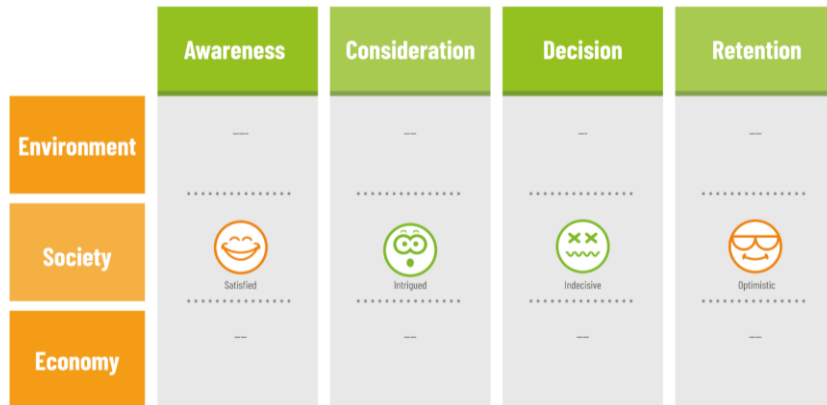 Awareness
Consideration
Decision
Retention
Environment
—
—
—
—
Society
Satisfied
Intrigued
Indecisive
Optimistic
Economy
—
—
—
—